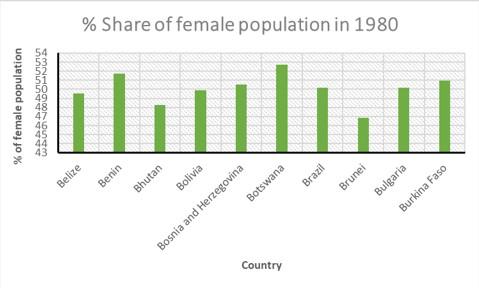 % Share of female population in 1980
% of female population
54
53
52
51
50
49
48
47
46
45
44
43
Belize
Benin
Bhutan
Bolivia
Bosnia and Herzegovina
Botswana
Brazil
Brunei
Bulgaria
Burkina Faso
Country